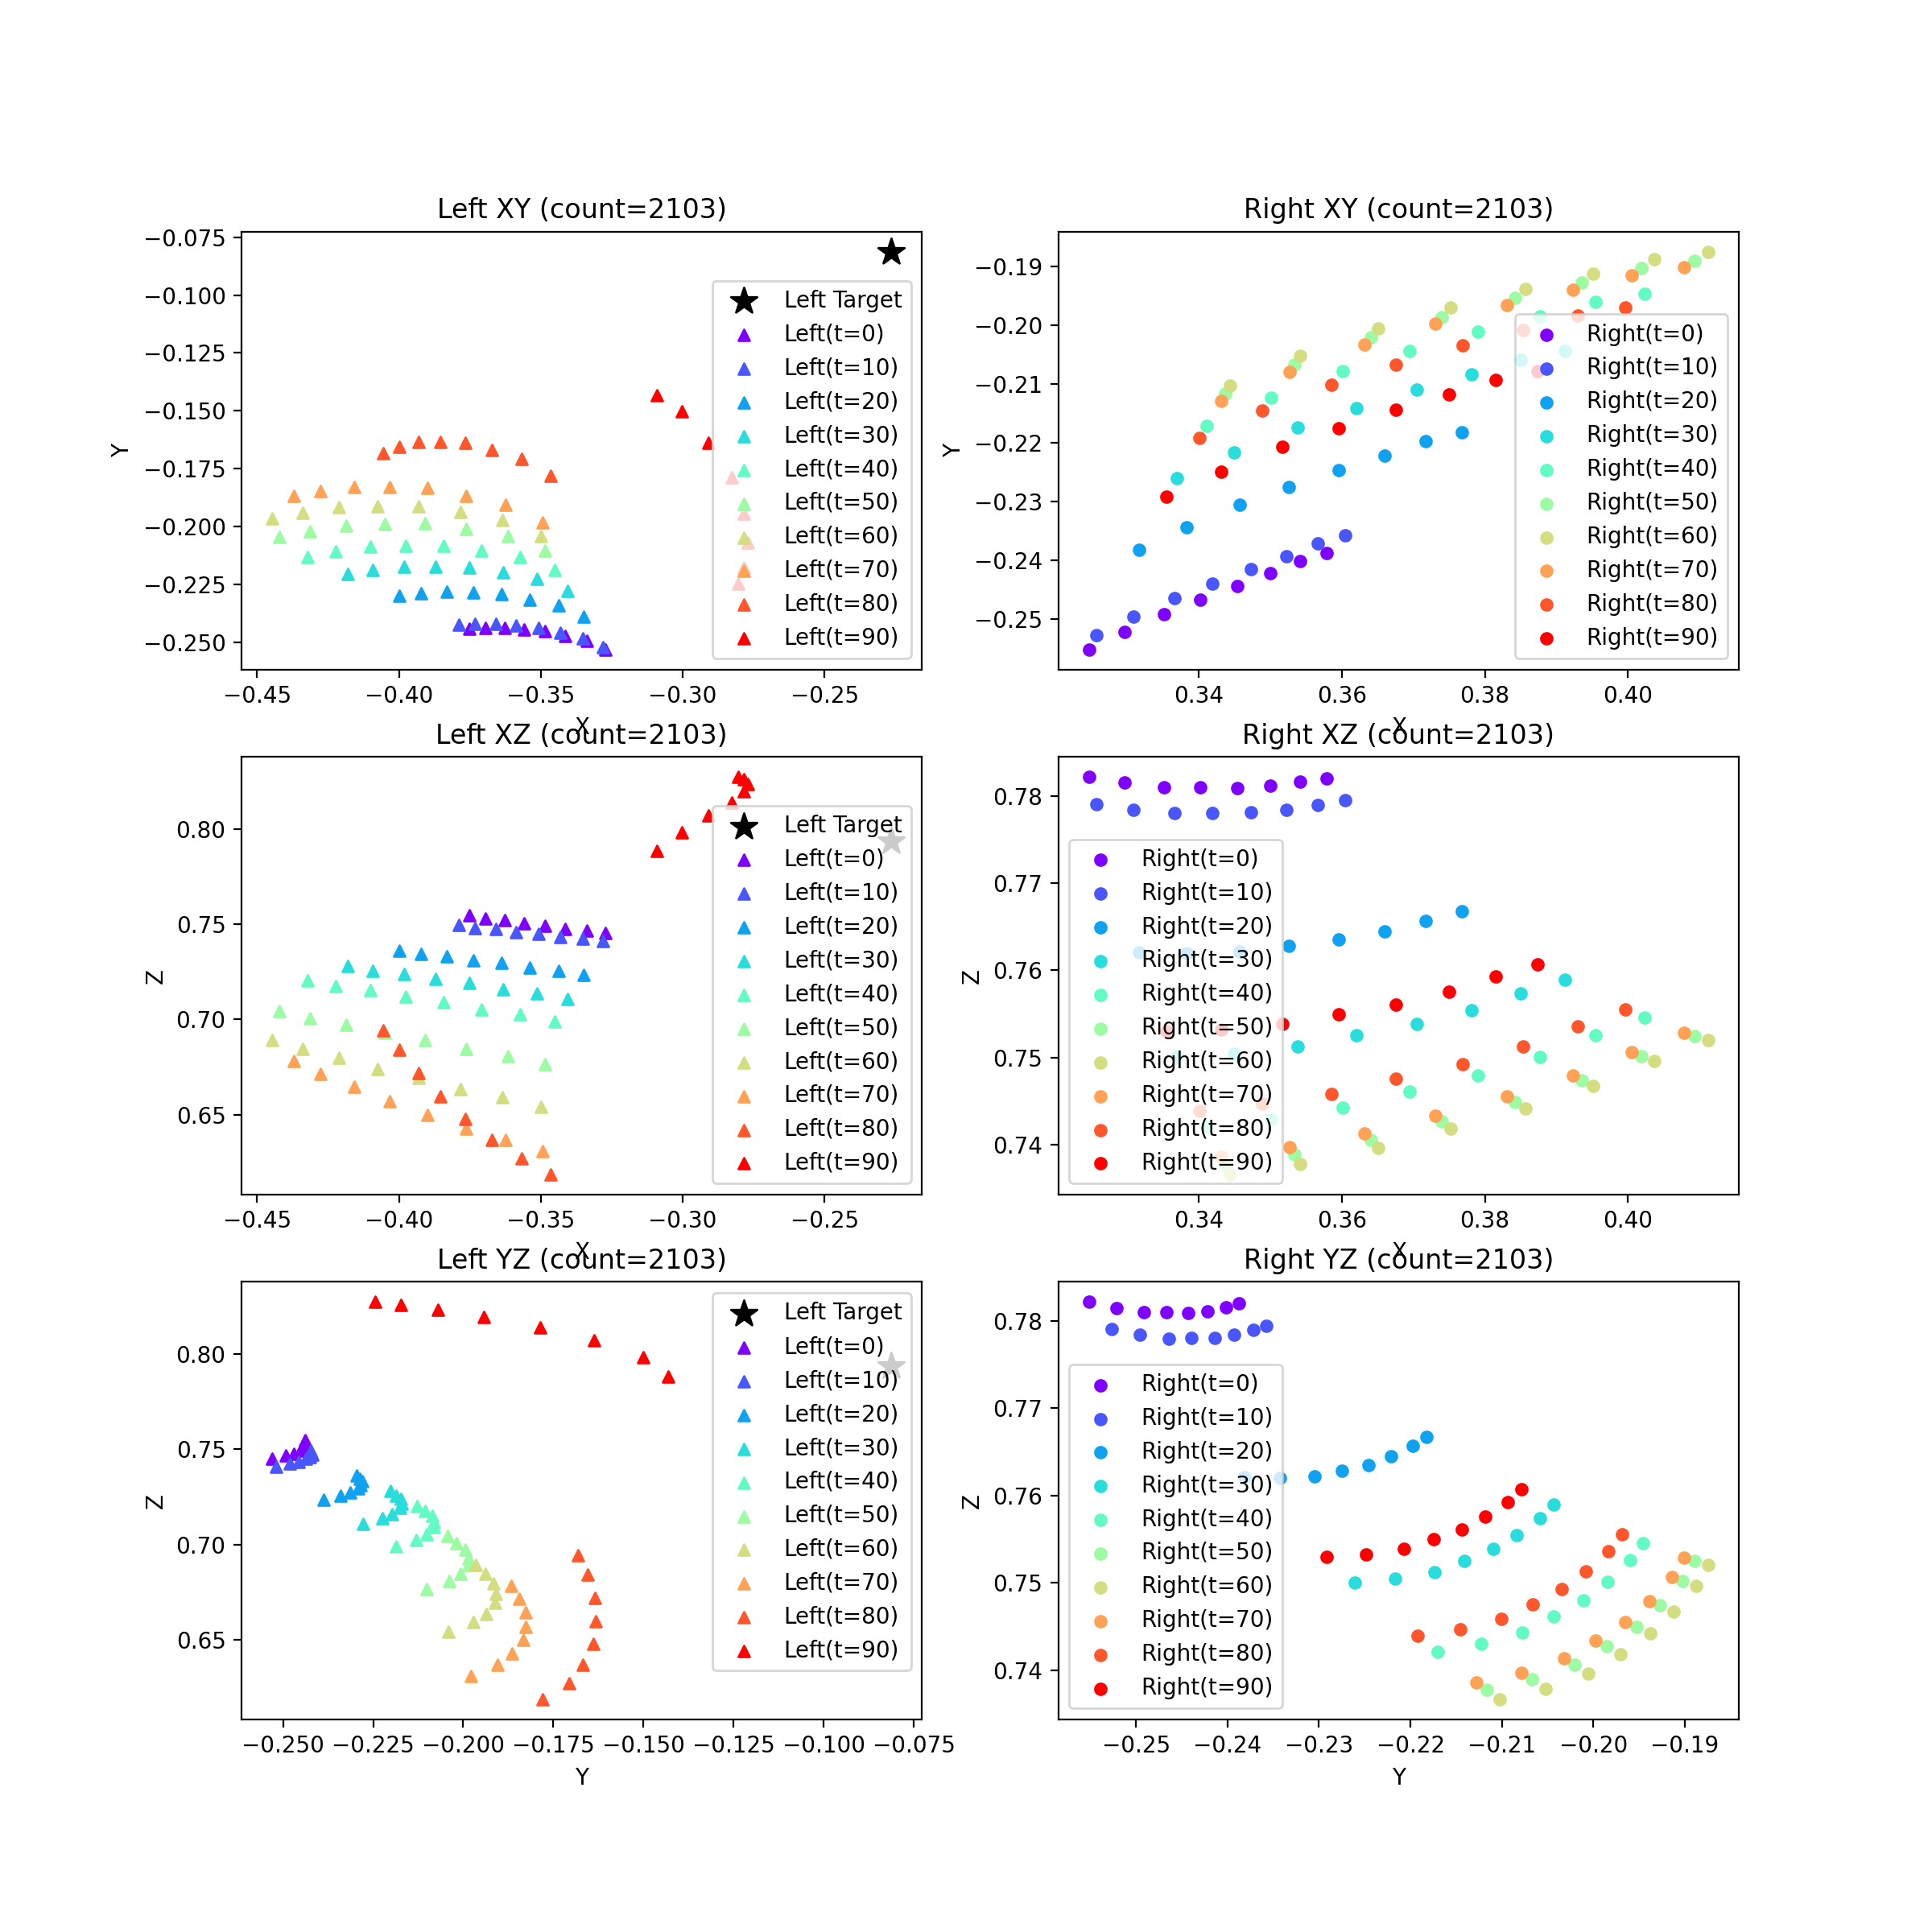 Left XY (count=2103)
Y
−0.075
−0.100
−0.125
−0.150
−0.175
−0.200
−0.225
−0.250
Left Target
Left(t=0)
Left(t=10)
Left(t=20)
Left(t=30)
Left(t=40)
Left(t=50)
Left(t=60)
Left(t=70)
Left(t=80)
Left(t=90)
−0.45 −0.40 −0.35 −0.30 −0.25
X
Right XY (count=2103)
Y
−0.19
−0.20
−0.21
−0.22
−0.23
−0.24
−0.25
Right(t=0)
Right(t=10)
Right(t=20)
Right(t=30)
Right(t=40)
Right(t=50)
Right(t=60)
Right(t=70)
Right(t=80)
Right(t=90)
0.34 0.36 0.38 0.40
X
Left XZ (count=2103)
Z
0.80
0.75
0.70
0.65
Left Target
Left(t=0)
Left(t=10)
Left(t=20)
Left(t=30)
Left(t=40)
Left(t=50)
Left(t=60)
Left(t=70)
Left(t=80)
Left(t=90)
−0.45 −0.40 −0.35 −0.30 −0.25
X
Right XZ (count=2103)
Z
0.78
0.77
0.76
0.75
0.74
Right(t=0)
Right(t=10)
Right(t=20)
Right(t=30)
Right(t=40)
Right(t=50)
Right(t=60)
Right(t=70)
Right(t=80)
Right(t=90)
0.34 0.36 0.38 0.40
X
Left YZ (count=2103)
Z
0.80
0.75
0.70
0.65
Left Target
Left(t=0)
Left(t=10)
Left(t=20)
Left(t=30)
Left(t=40)
Left(t=50)
Left(t=60)
Left(t=70)
Left(t=80)
Left(t=90)
−0.250 −0.225 −0.200 −0.175 −0.150 −0.125 −0.100 −0.075
Y
Right YZ (count=2103)
Z
0.78
0.77
0.76
0.75
0.74
Right(t=0)
Right(t=10)
Right(t=20)
Right(t=30)
Right(t=40)
Right(t=50)
Right(t=60)
Right(t=70)
Right(t=80)
Right(t=90)
−0.25 −0.24 −0.23 −0.22 −0.21 −0.20 −0.19
Y